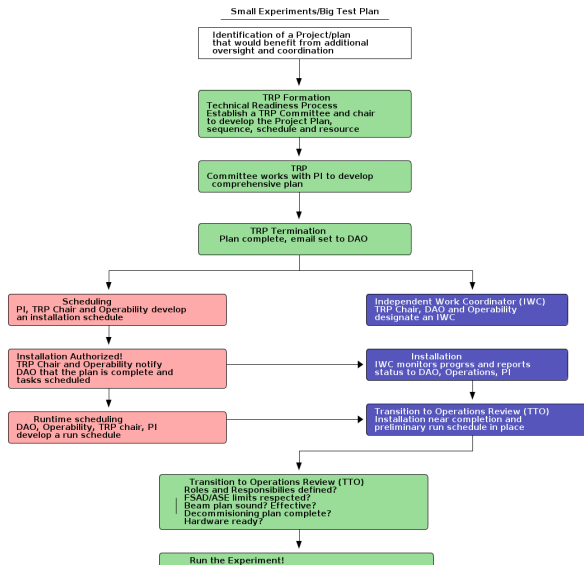 Small Experiments/Big Test Plan
Identification of a Project/plan
that would benefit from additional
oversight and coordination
TRP Formation
Technical Readiness Process
Establish a TRP Committee and chair
to develop the Project Plan,
sequence, schedule and resource
TRP
Committee works with PI to develop
comprehensive plan
TRP Termination
Plan complete, email set to DAO
Scheduling
PI, TRP Chair and Operability develop
an installation schedule
Independent Work Coordinator (IWC)
TRP Chair, DAO and Operability
designate an IWC
Installation Authorized!
TRP Chair and Operability notify
DAO that the plan is complete and
tasks scheduled
Installation
IWC monitors progrss and reports
status to DAO, Operations, PI
Runtime scheduling
DAO, Operability, TRP chair, PI
develop a run schedule
Transition to Operations Review (TTO)
Installation near completion and
preliminary run schedule in place
Transition to Operations Review (TTO)
Roles and Responsibilies defined?
FSAD/ASE limits respected?
Beam plan sound? Effective?
Decommisioning plan complete?
Hardware ready?
Run the Experiment!